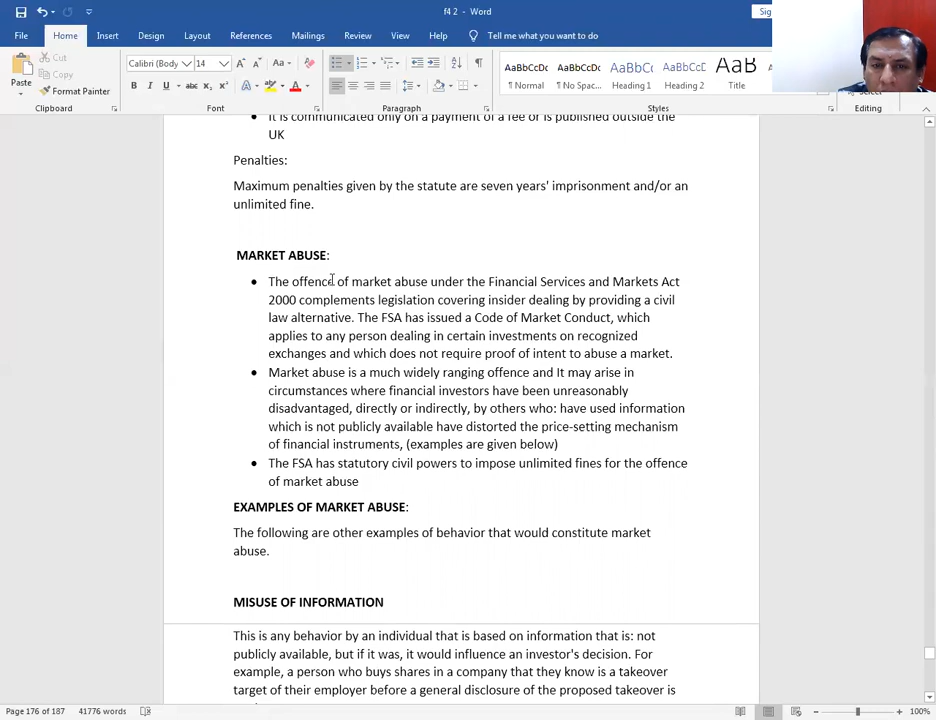 f4 2 - Word
Sig
File Home Insert Design Layout References Mailings Review View Help Tell me what you want to do
Paste
Cut
Copy
Format Painter
Calibri (Body 14
AaBbCcDc AaBbCcDc AaBbCc AaBbCcD AaB
¶ Normal ¶ No Spac... Heading 1 Heading 2 Title
Clipboard Font Paragraph Styles Editing
It is communicated only on a payment of a fee or is published outside the
UK
Penalties:
Maximum penalties given by the statute are seven years' imprisonment and/or an
unlimited fine.
MARKET ABUSE:
• The offence of market abuse under the Financial Services and Markets Act
2000 complements legislation covering insider dealing by providing a civil
law alternative. The FSA has issued a Code of Market Conduct, which
applies to any person dealing in certain investments on recognized
exchanges and which does not require proof of intent to abuse a market.
• Market abuse is a much widely ranging offence and It may arise in
circumstances where financial investors have been unreasonably
disadvantaged, directly or indirectly, by others who: have used information
which is not publicly available have distorted the price-setting mechanism
of financial instruments, (examples are given below)
• The FSA has statutory civil powers to impose unlimited fines for the offence
of market abuse
EXAMPLES OF MARKET ABUSE:
The following are other examples of behavior that would constitute market
abuse.
MISUSE OF INFORMATION
This is any behavior by an individual that is based on information that is: not
publicly available, but if it was, it would influence an investor's decision. For
example, a person who buys shares in a company that they know is a takeover
target of their employer before a general disclosure of the proposed takeover is
Page 176 of 187 41776 words 100%